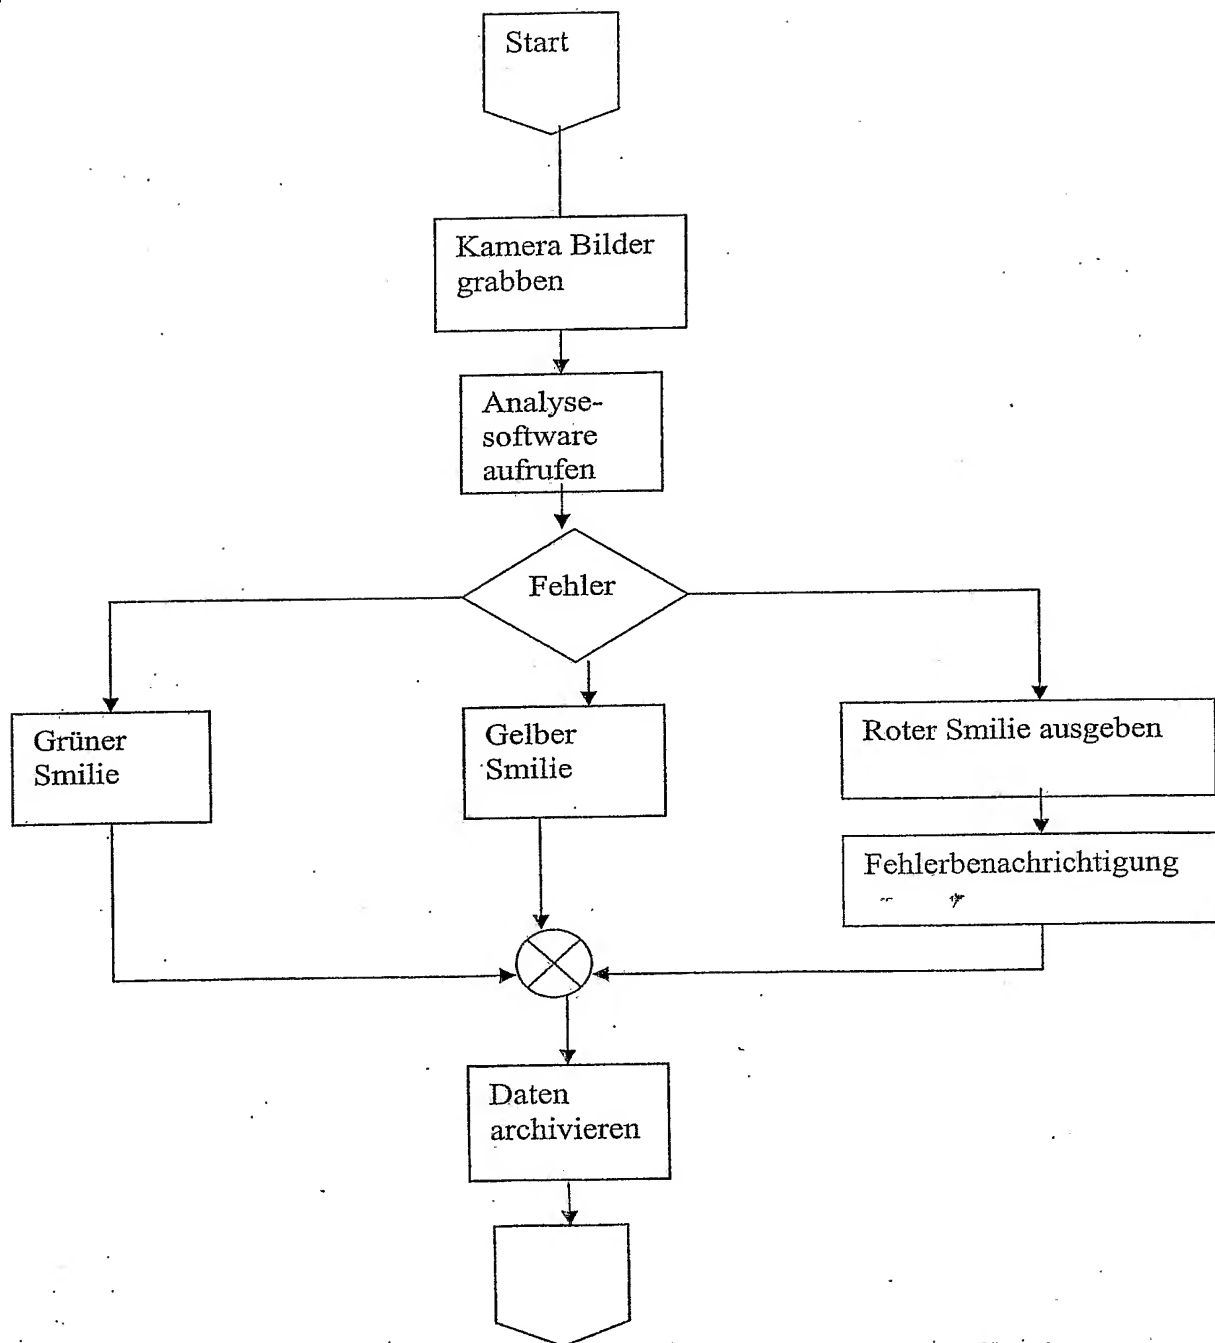 Start
Kamera Bilder
grabben
Analyse-
software
aufrufen
Fehler
Grüner
Smilie
Gelber
Smilie
Roter Smilie ausgeben
Fehlerbenachrichtigung
Daten
archivieren